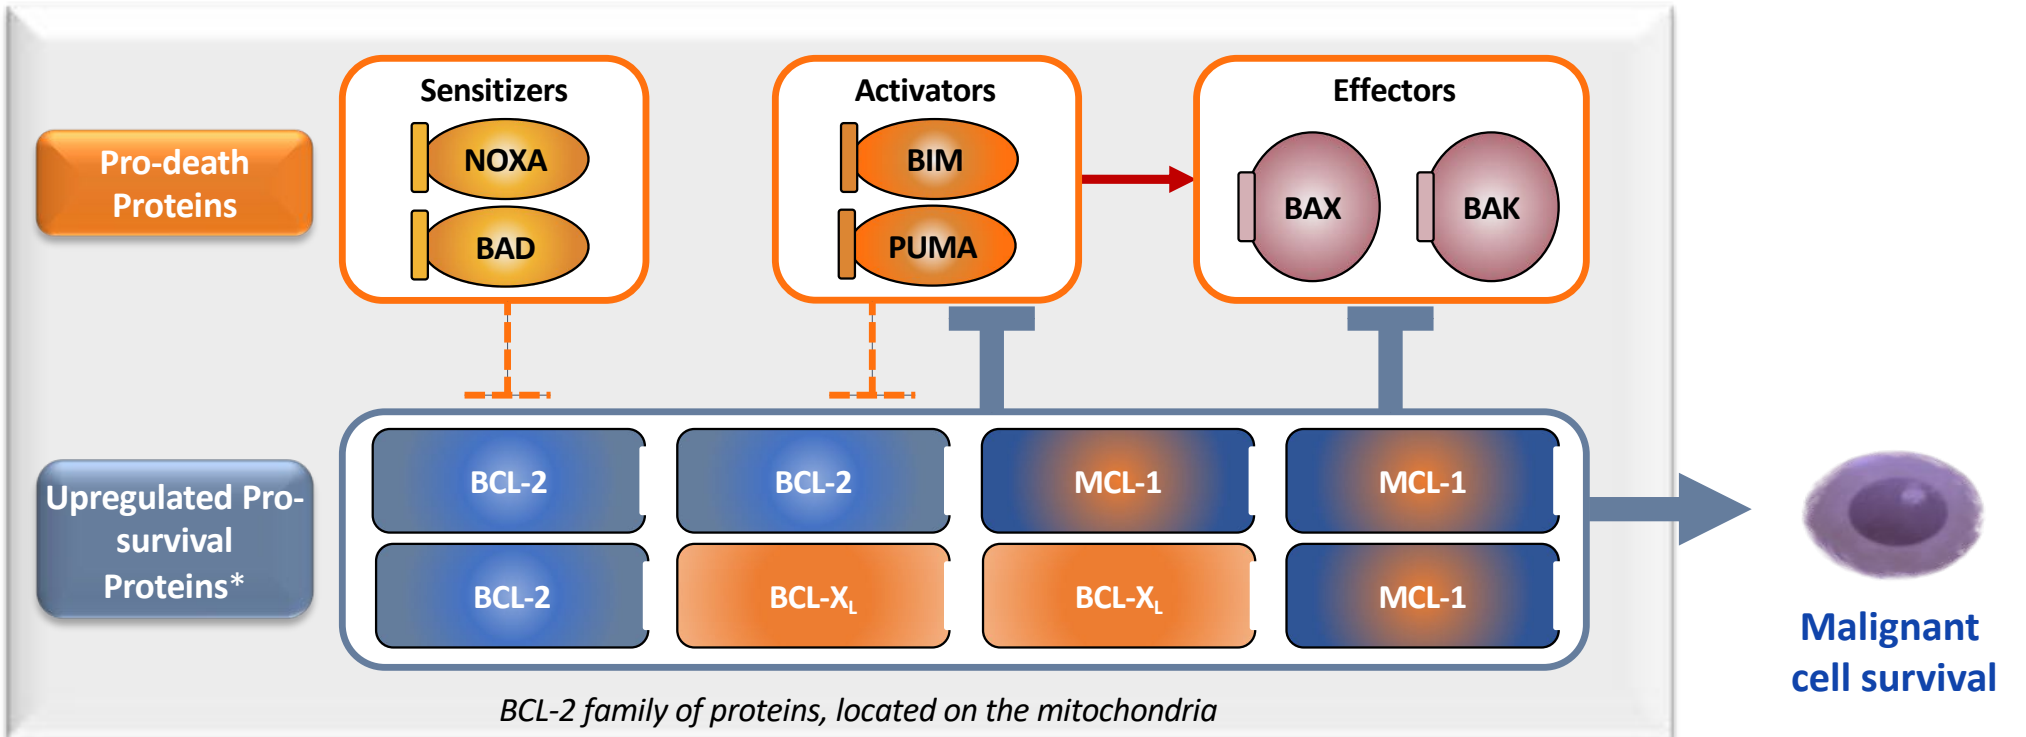 Sensitizers
Activators
Effectors
Pro-death
Proteins
NOXA
BAD
BIM
PUMA
BAX
BAK
Upregulated Pro-
survival
Proteins*
BCL-2
BCL-2
MCL-1
MCL-1
BCL-2
BCL-XL
BCL-XL
MCL-1
Malignant
cell survival
BCL-2 family of proteins, located on the mitochondria